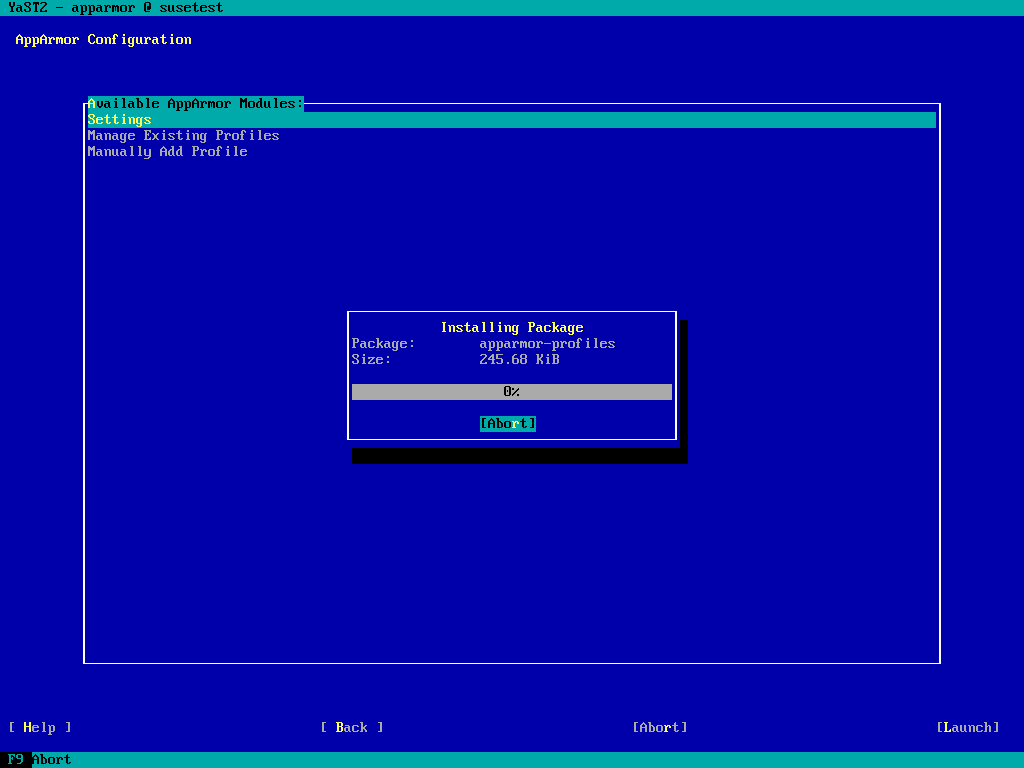 YaST2 - apparmor @ susetest
AppArmor Configuration
Available AppArmor Modules:
Settings
Manage Existing Profiles
Manually Add Profile
Installing Package
Package: apparmor-profiles
Size: 245.68 KiB
0%
[Abort]
[ Help ] [ Back ] [Abort] [Launch]
F9 Abort